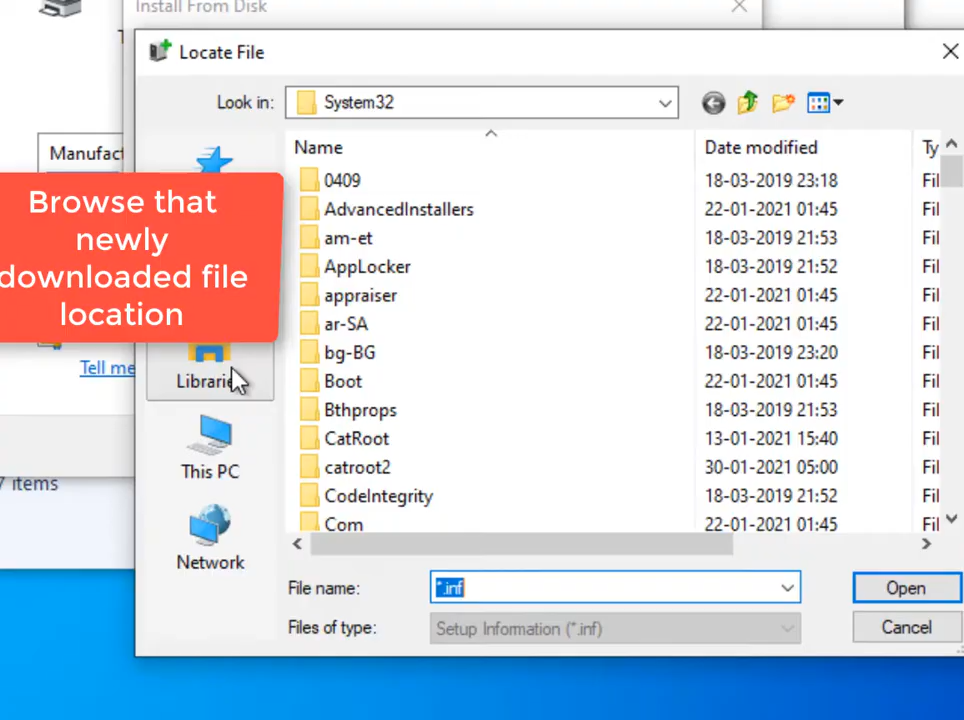 Install From Disk
Locate File
Look in: System32
Name Date modified Ty
Manufact
0409 18-03-2019 23:18 Fil
AdvancedInstallers 22-01-2021 01:45 Fil
am-et 18-03-2019 21:53 Fil
AppLocker 18-03-2019 21:52 Fil
appraiser 22-01-2021 01:45 Fil
ar-SA 22-01-2021 01:45 Fil
bg-BG 18-03-2019 23:20 Fil
Boot 22-01-2021 01:45 Fil
Bthprops 18-03-2019 21:53 Fil
CatRoot 13-01-2021 15:40 Fil
catroot2 30-01-2021 05:00 Fil
CodeIntegrity 18-03-2019 21:52 Fil
Com 22-01-2021 01:45 Fil
Browse that
newly
downloaded file
location
Tell me
Librarie
This PC
7 items
Network
File name: *.inf Open
Files of type: Setup Information (*.inf) Cancel